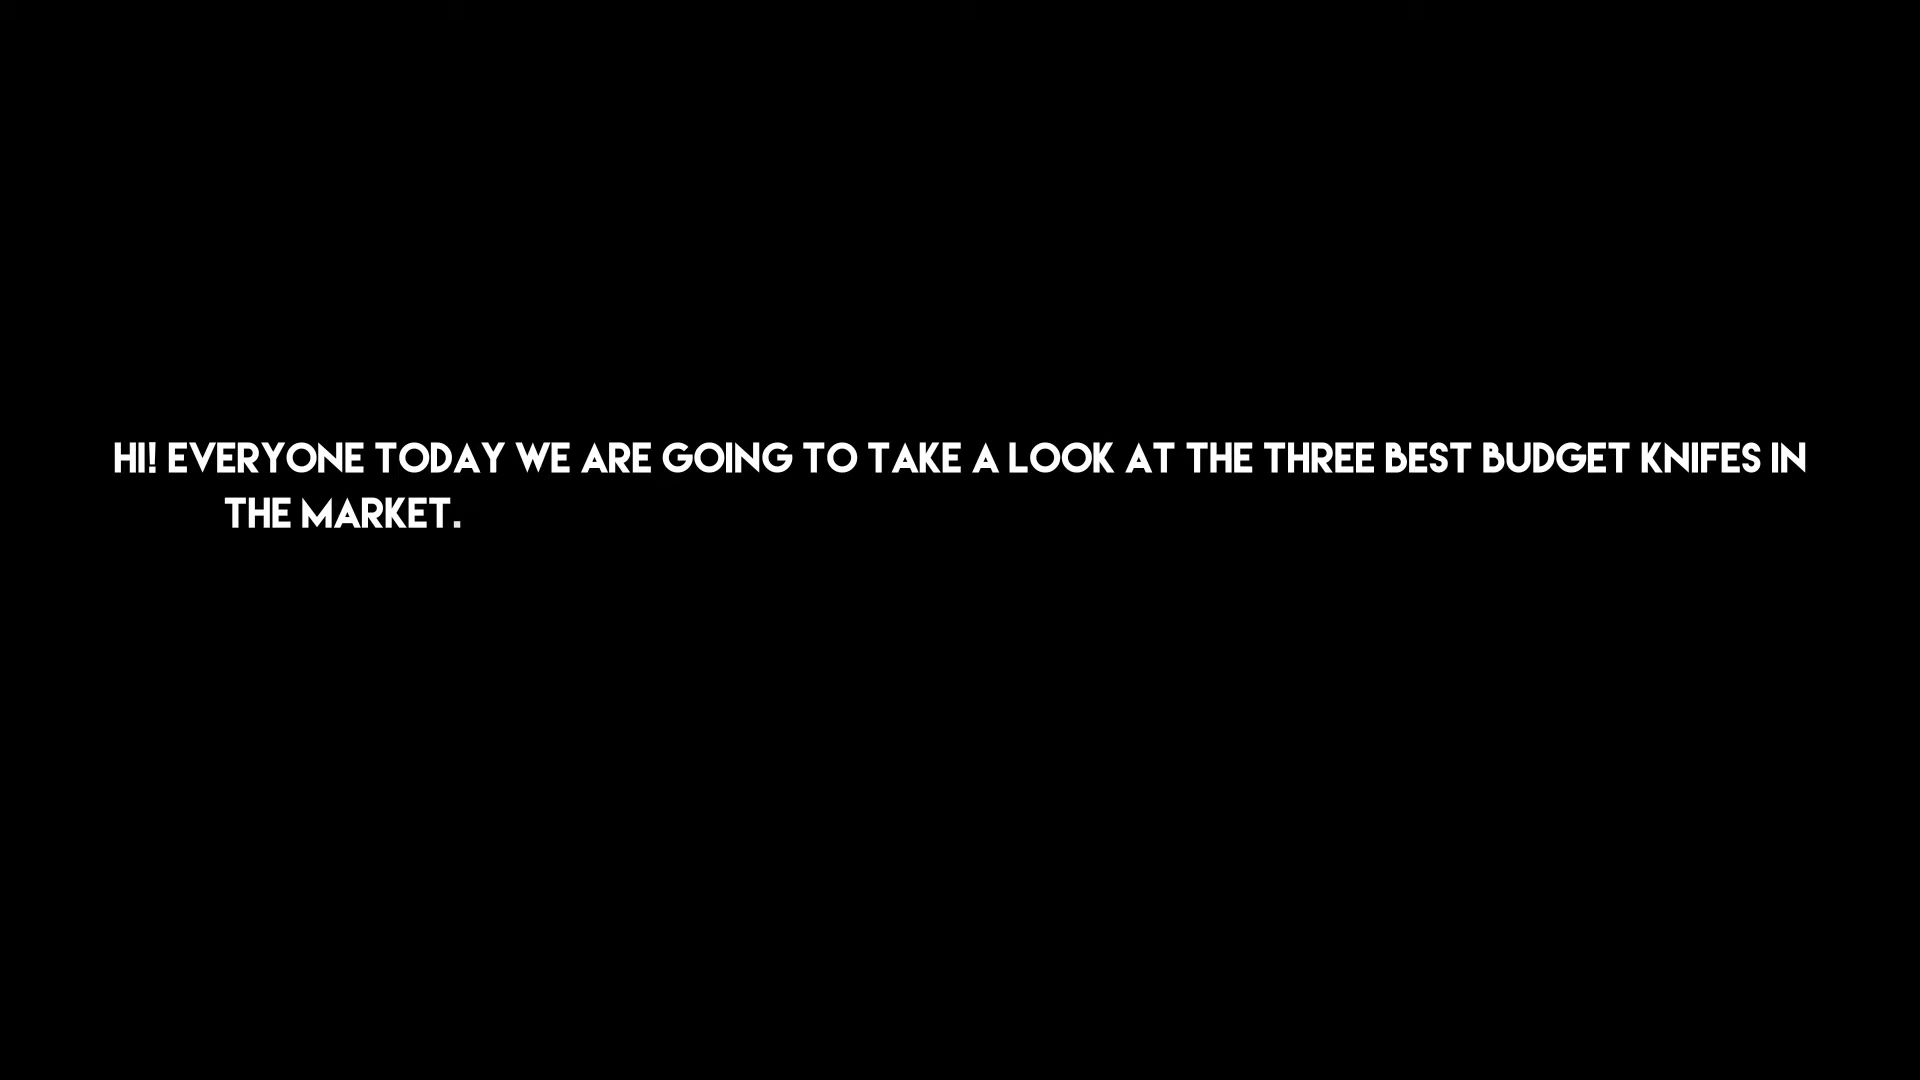 HI! EVERYONE TODAY WE ARE GOING TO TAKE A LOOK AT THE THREE BEST BUDGET KNIFES IN
THE MARKET.